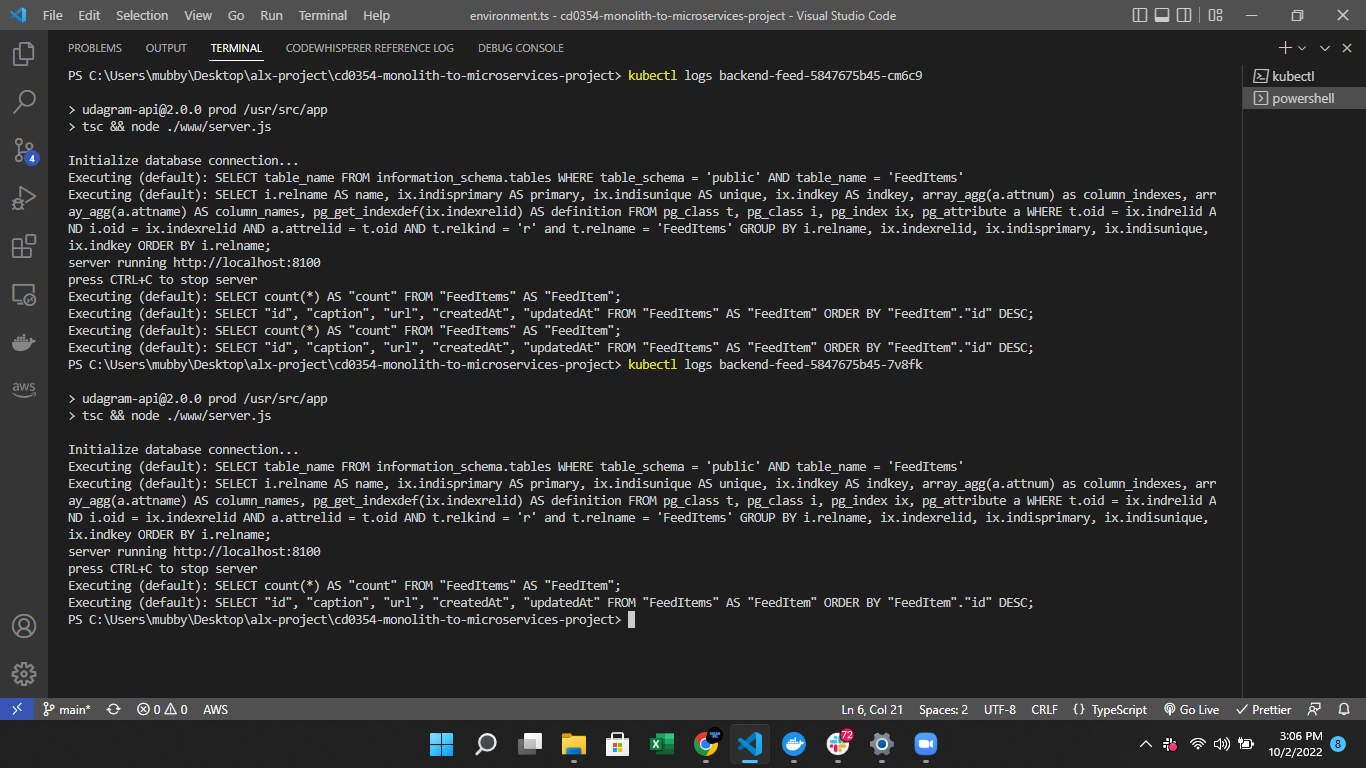 File Edit Selection View Go Run Terminal Help
environment.ts - cd0354-monolith-to-microservices-project - Visual Studio Code
PROBLEMS OUTPUT TERMINAL CODEWHISPERER REFERENCE LOG DEBUG CONSOLE
PS C:\Users\mubby\Desktop\alx-project\cd0354-monolith-to-microservices-project> kubectl logs backend-feed-5847675b45-cm6c9
> udagram-api@2.0.0 prod /usr/src/app
> tsc && node ./www/server.js
Initialize database connection...
Executing (default): SELECT table_name FROM information_schema.tables WHERE table_schema = 'public' AND table_name = 'FeedItems'
Executing (default): SELECT i.relname AS name, ix.indisprimary AS primary, ix.indisunique AS unique, ix.indkey AS indkey, array_agg(a.attnum) as column_indexes, arr
ay_agg(a.attname) AS column_names, pg_get_indexdef(ix.indexrelid) AS definition FROM pg_class t, pg_class i, pg_index ix, pg_attribute a WHERE t.oid = ix.indrelid A
ND i.oid = ix.indexrelid AND a.attrelid = t.oid AND t.relkind = 'r' and t.relname = 'FeedItems' GROUP BY i.relname, ix.indexrelid, ix.indisprimary, ix.indisunique,
ix.indkey ORDER BY i.relname;
server running http://localhost:8100
press CTRL+C to stop server
Executing (default): SELECT count(*) AS "count" FROM "FeedItems" AS "FeedItem";
Executing (default): SELECT "id", "caption", "url", "createdAt", "updatedAt" FROM "FeedItems" AS "FeedItem" ORDER BY "FeedItem"."id" DESC;
Executing (default): SELECT count(*) AS "count" FROM "FeedItems" AS "FeedItem";
Executing (default): SELECT "id", "caption", "url", "createdAt", "updatedAt" FROM "FeedItems" AS "FeedItem" ORDER BY "FeedItem"."id" DESC;
PS C:\Users\mubby\Desktop\alx-project\cd0354-monolith-to-microservices-project> kubectl logs backend-feed-5847675b45-7v8fk
> udagram-api@2.0.0 prod /usr/src/app
> tsc && node ./www/server.js
Initialize database connection...
Executing (default): SELECT table_name FROM information_schema.tables WHERE table_schema = 'public' AND table_name = 'FeedItems'
Executing (default): SELECT i.relname AS name, ix.indisprimary AS primary, ix.indisunique AS unique, ix.indkey AS indkey, array_agg(a.attnum) as column_indexes, arr
ay_agg(a.attname) AS column_names, pg_get_indexdef(ix.indexrelid) AS definition FROM pg_class t, pg_class i, pg_index ix, pg_attribute a WHERE t.oid = ix.indrelid A
ND i.oid = ix.indexrelid AND a.attrelid = t.oid AND t.relkind = 'r' and t.relname = 'FeedItems' GROUP BY i.relname, ix.indexrelid, ix.indisprimary, ix.indisunique,
ix.indkey ORDER BY i.relname;
server running http://localhost:8100
press CTRL+C to stop server
Executing (default): SELECT count(*) AS "count" FROM "FeedItems" AS "FeedItem";
Executing (default): SELECT "id", "caption", "url", "createdAt", "updatedAt" FROM "FeedItems" AS "FeedItem" ORDER BY "FeedItem"."id" DESC;
PS C:\Users\mubby\Desktop\alx-project\cd0354-monolith-to-microservices-project>
kubectl
powershell
4
aws
main* 0 0 AWS
Ln 6, Col 21 Spaces: 2 UTF-8 CRLF {} TypeScript Go Live Prettier
72
3:06 PM
10/2/2022
8